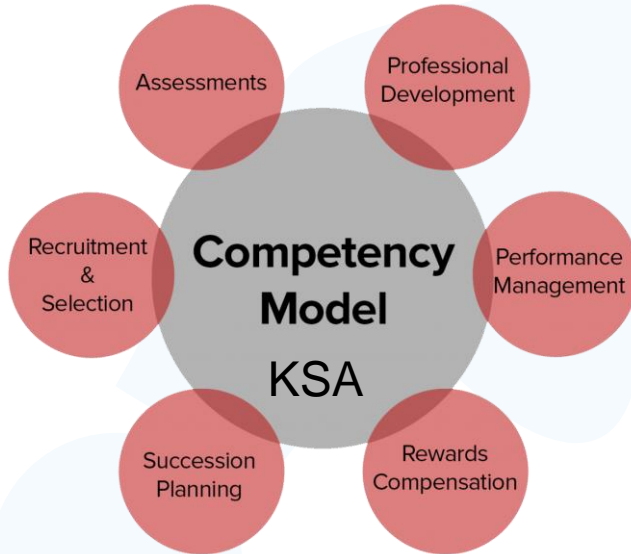 Assessments
Professional
Development
Recruitment
&
Selection
Competency
Model
KSA
Performance
Management
Succession
Planning
Rewards
Compensation